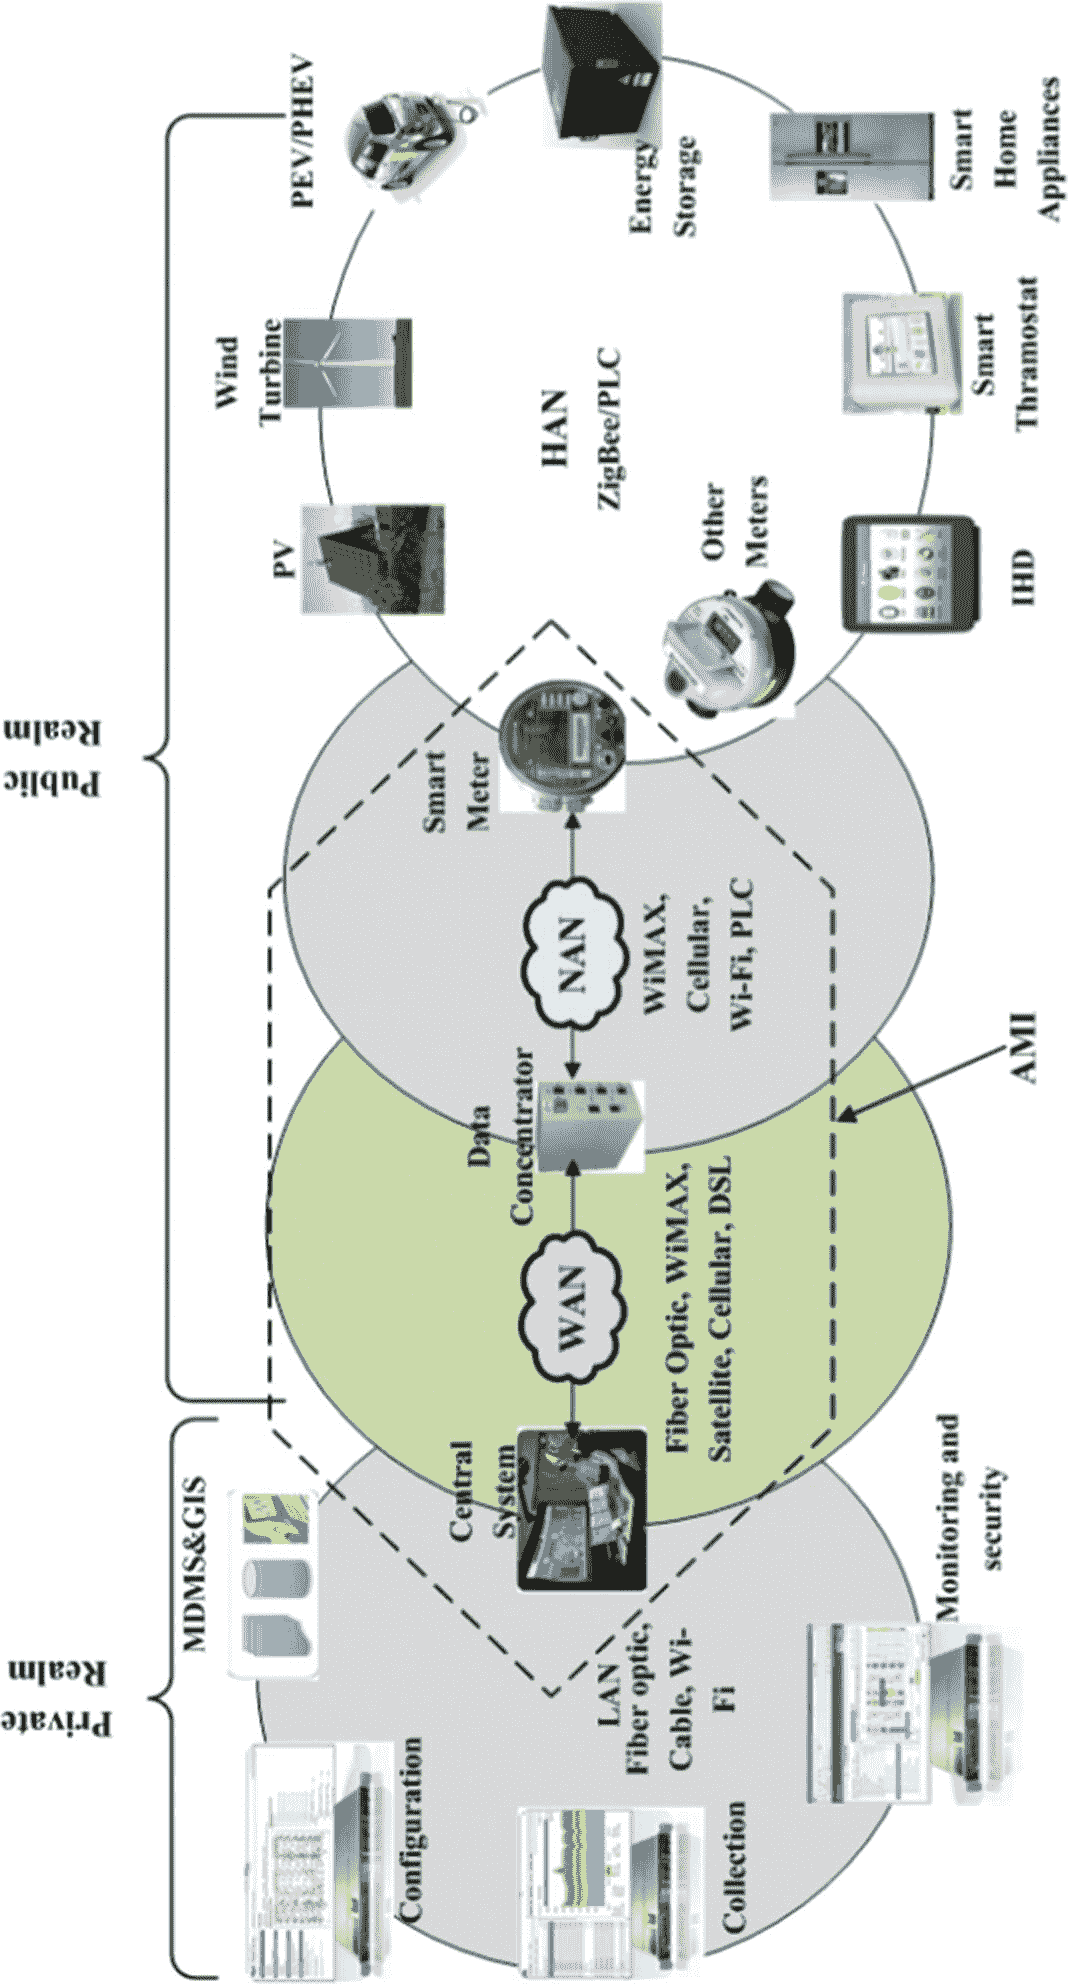 Private
Realm
Public
Realm
MDMS&GIS
Configuration
Collection
Monitoring and
security
LAN
Fiber optic,
Cable, Wi-
Fi
Central
System
WAN
Fiber Optic, WiMAX,
Satellite, Cellular, DSL
Data
Concentrator
NAN
WiMAX,
Cellular,
Wi-Fi, PLC
AMI
Smart
Meter
Other
Meters
HAN
ZigBee/PLC
PV
Wind
Turbine
PEV/PHEV
Energy
Storage
Smart
Home
Appliances
Smart
Thramostat
IHD